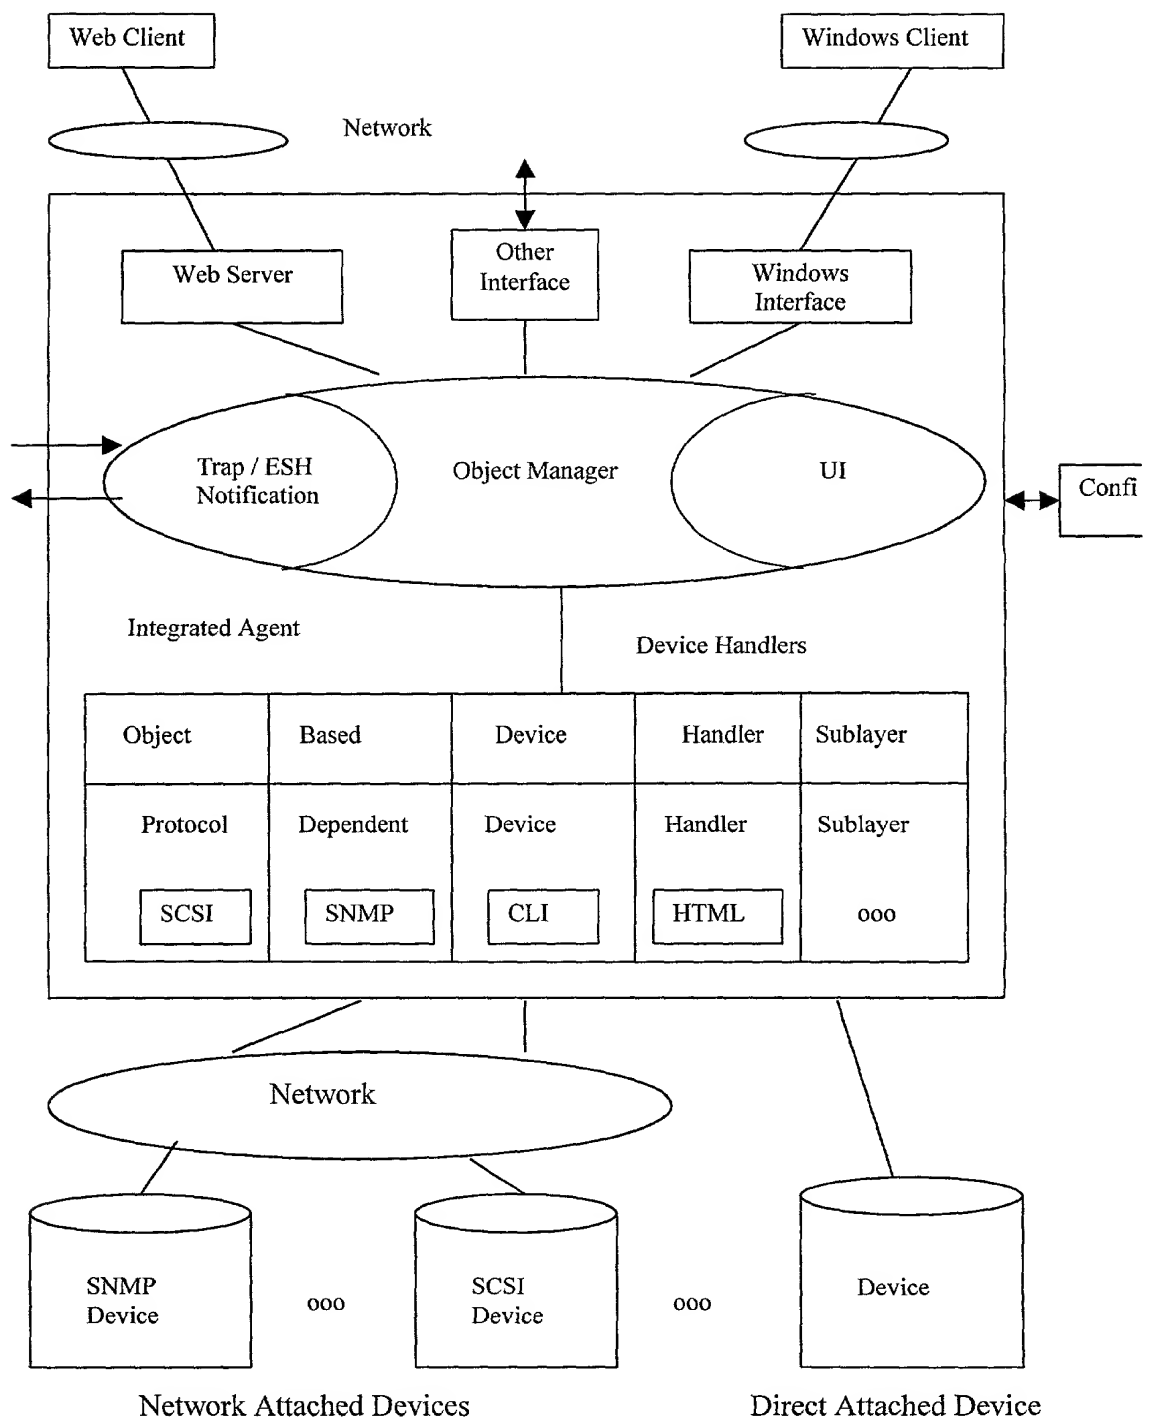 Web Client
Windows Client
Network
Other
Interface
Web Server
Windows
Interface
Trap / ESH
Notification
Object Manager
UI
Confi
Integrated Agent
Device Handlers
Object Based Device Handler Sublayer
Protocol Dependent Device Handler Sublayer
SCSI SNMP CLI HTML ooo
Network
SNMP
Device
ooo
SCSI
Device
ooo
Device
Network Attached Devices
Direct Attached Device